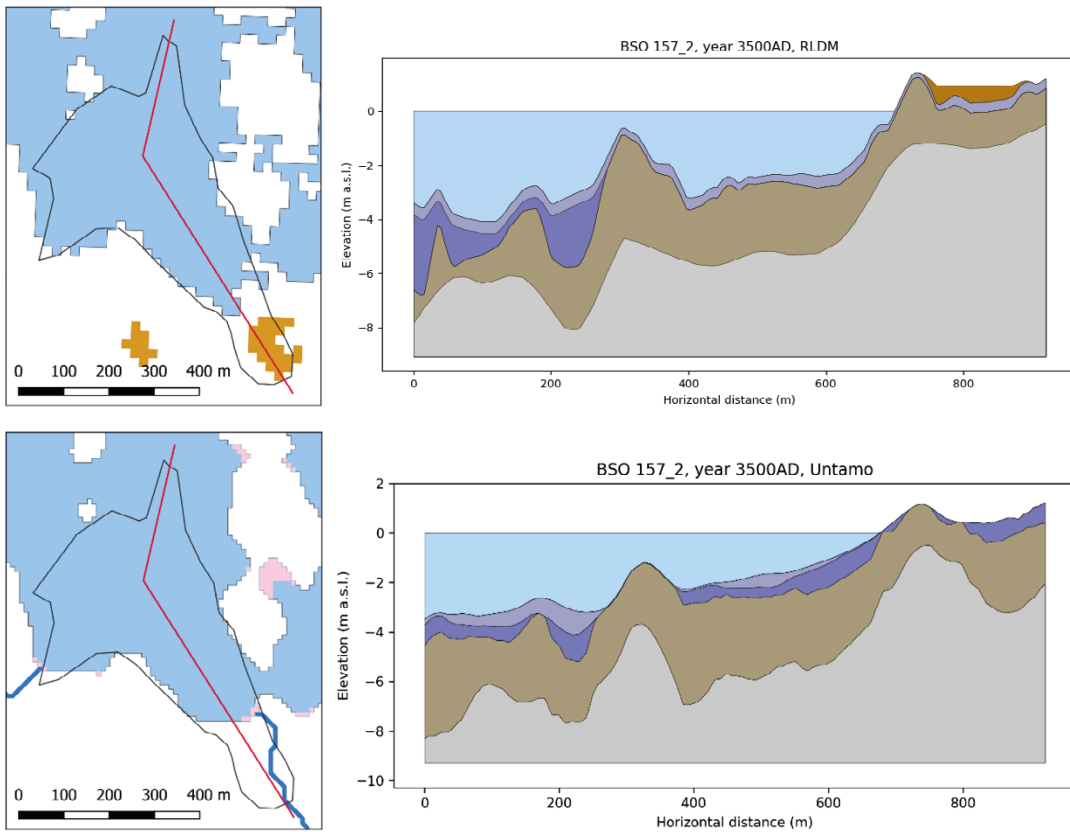 BSO 157_2, year 3500AD, RLDM
0
−2
−4
−6
−8
Elevation (m a.s.l.)
0 200 400 600 800
Horizontal distance (m)
0 100 200 300 400 m
BSO 157_2, year 3500AD, Untamo
2
0
−2
−4
−6
−8
−10
Elevation (m a.s.l.)
0 200 400 600 800
Horizontal distance (m)
0 100 200 300 400 m